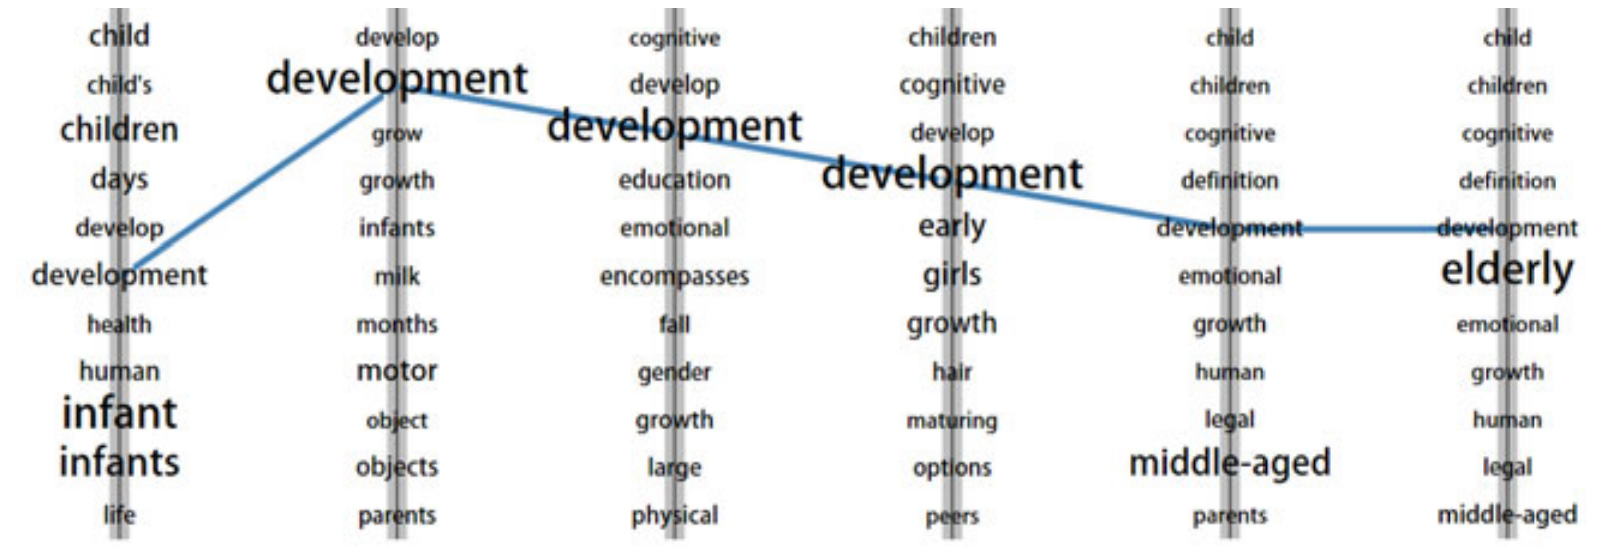 child develop cognitive children child child
child's development develop cognitive children children
children grow development develop cognitive cognitive
days growth education development definition definition
develop infants emotional early development development
development milk encompasses girls emotional elderly
health months fall growth growth emotional
human motor gender hair human growth
infant object growth maturing legal human
infants objects large options middle-aged legal
life parents physical peers parents middle-aged